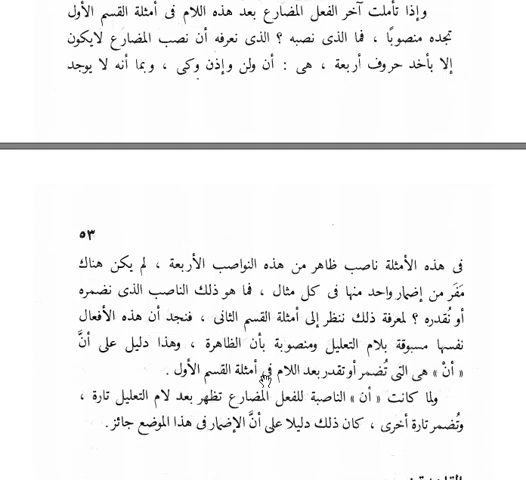 وإذا تأملت آخر الفعل المضارع بعد هذه اللام فى أمثلة القسم الأول
تجده منصوبًا ، فما الذى نصبه ؟ الذى نعرفه أن نصب المضارع لايكون
إلا بأخد حروف أربعة ، هى : أن ولن وإذن وكى ، وبما أنه لا يوجد
٥٣
فى هذه الأمثلة ناصب ظاهر من هذه النواصب الأربعة ، لم يكن هناك
مَفَر من إضمار واحد منها فى كل مثال ، فما هو ذلك الناصب الذى نضمره
أو نُقدره ؟ لمعرفة ذلك ننظر إلى أمثلة القسم الثانى ، فنجد أن هذه الأفعال
نفسها مسبوقة بلام التعليل ومنصوبة بأن الظاهرة ، وهذا دليل على أنَّ
« أنْ » هى التى تُضمر أو تقدر بعد اللام فى أمثلة القسم الأول .
ولما كانت « أن » الناصبة للفعل المضارع تظهر بعد لام التعليل تارة ،
وتُضمر تارة أخرى ، كان ذلك دليلا على أنَّ الإضمار فى هذا الموضع جائز .